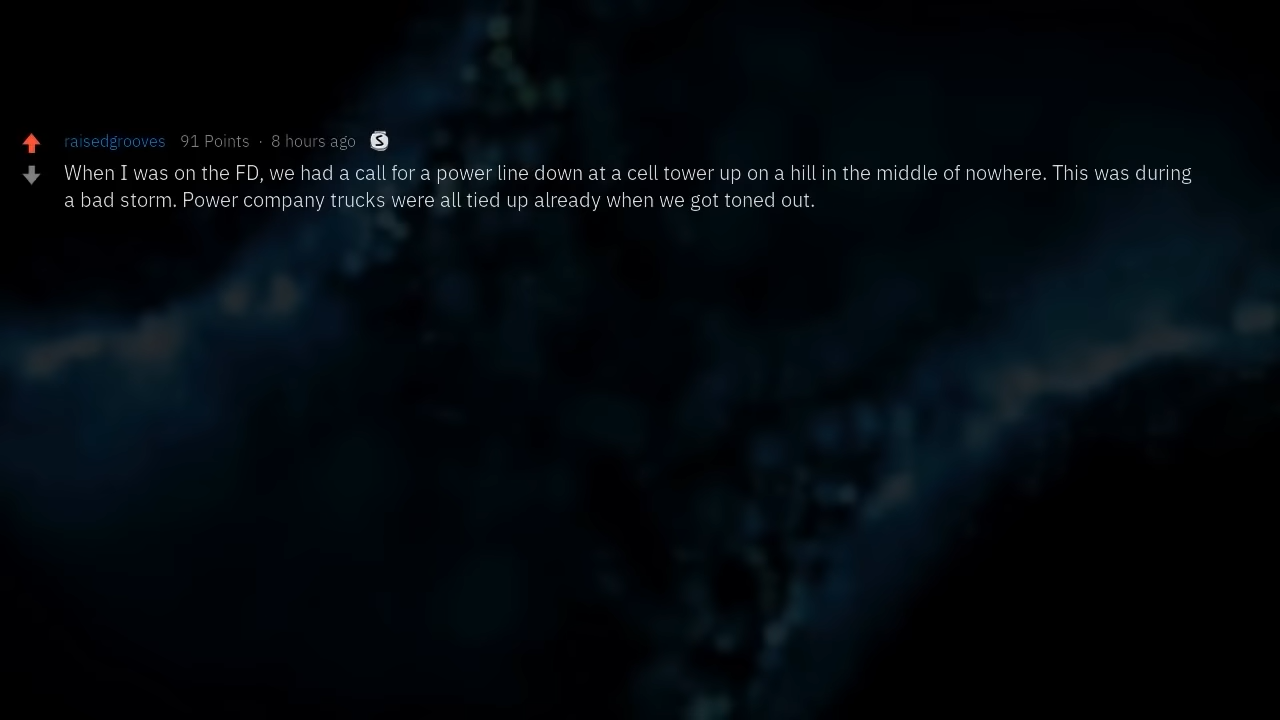 raisedgrooves 91 Points · 8 hours ago S
When I was on the FD, we had a call for a power line down at a cell tower up on a hill in the middle of nowhere. This was during
a bad storm. Power company trucks were all tied up already when we got toned out.